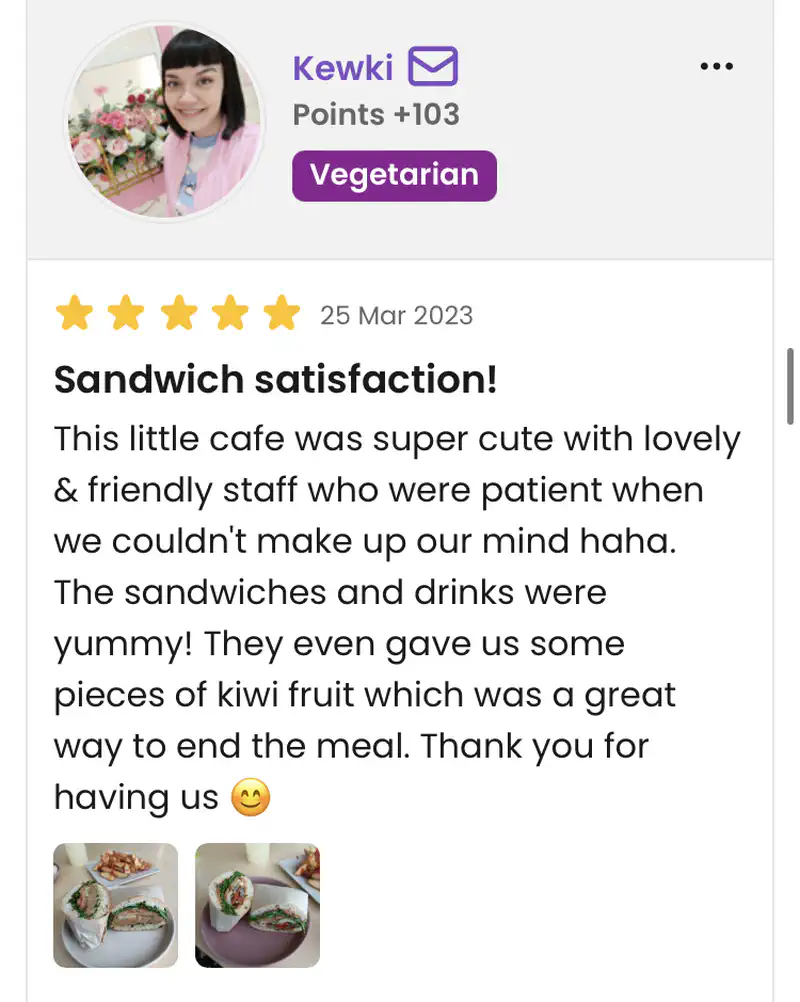 Kewki
Points +103
Vegetarian
25 Mar 2023
Sandwich satisfaction!
This little cafe was super cute with lovely
& friendly staff who were patient when
we couldn't make up our mind haha.
The sandwiches and drinks were
yummy! They even gave us some
pieces of kiwi fruit which was a great
way to end the meal. Thank you for
having us 😊